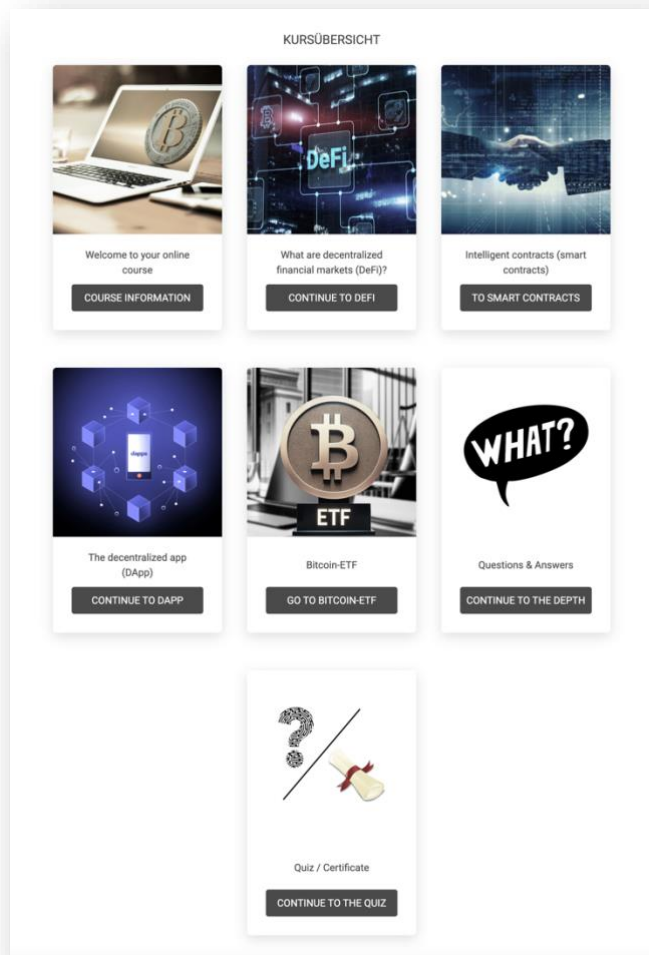 KURSÜBERSICHT
DeFi
Welcome to your online
course
COURSE INFORMATION
What are decentralized
financial markets (DeFi)?
CONTINUE TO DEFI
Intelligent contracts (smart
contracts)
TO SMART CONTRACTS
dapps
ETF
WHAT?
The decentralized app
(DApp)
CONTINUE TO DAPP
Bitcoin-ETF
GO TO BITCOIN-ETF
Questions & Answers
CONTINUE TO THE DEPTH
?
Quiz / Certificate
CONTINUE TO THE QUIZ